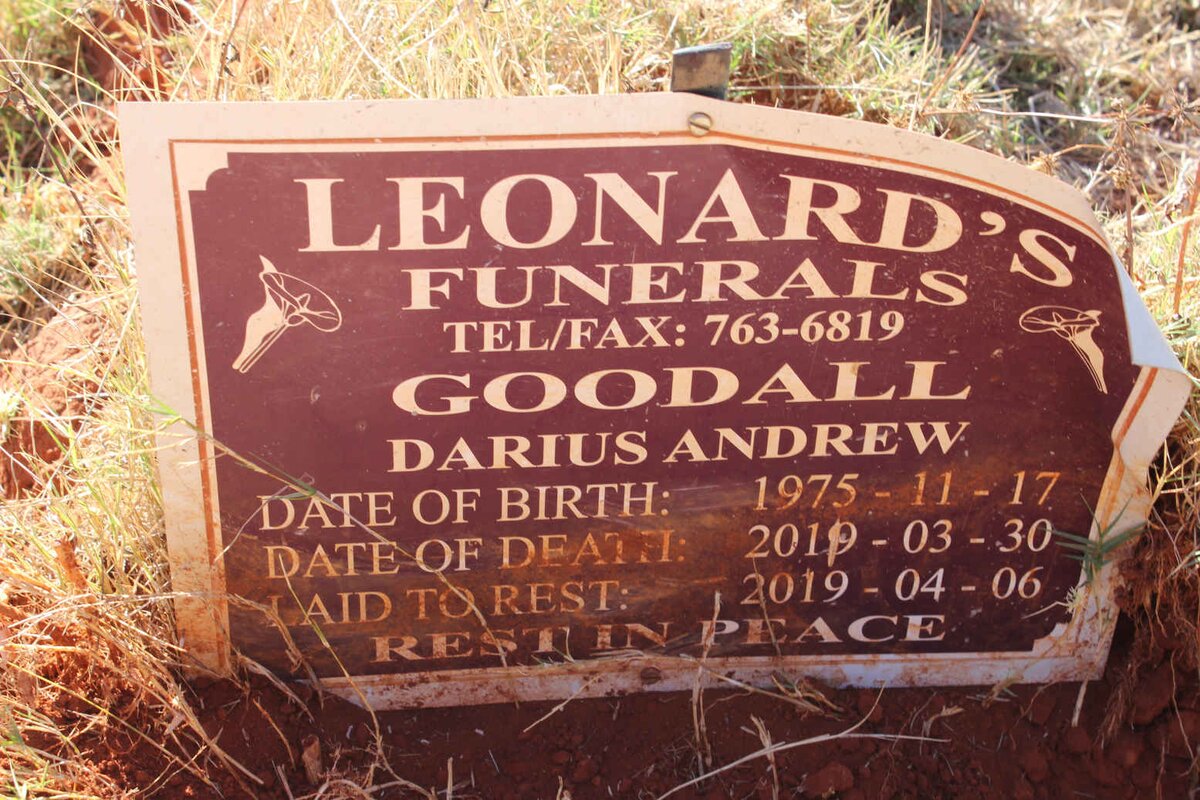 LEONARD'S
FUNERALS
TEL/FAX: 763-6819
GOODALL
DARIUS ANDREW
DATE OF BIRTH: 1975 - 11 - 17
DATE OF DEATH: 2019 - 03 - 30
LAID TO REST: 2019 - 04 - 06
REST IN PEACE